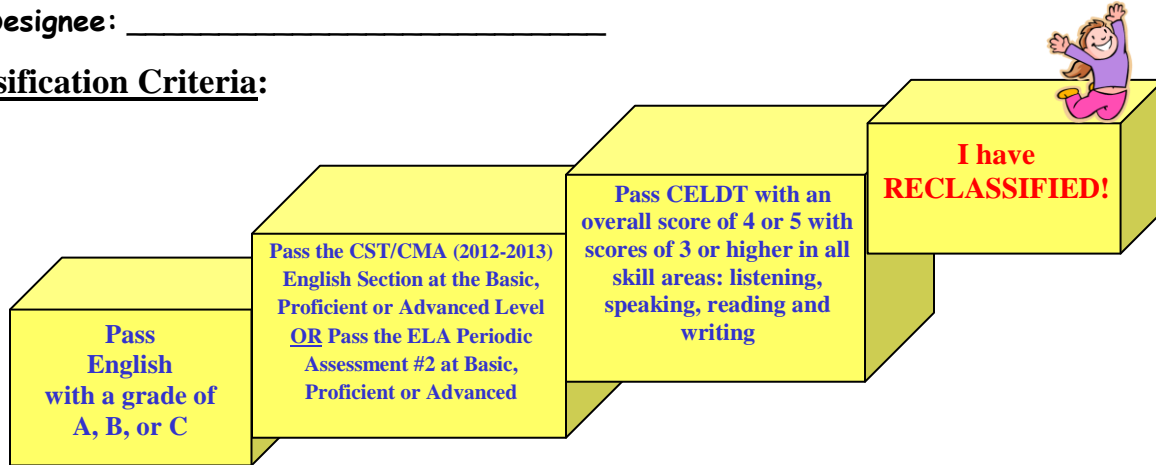 esignee: ___________________________
sification Criteria:
Pass
English
with a grade of
A, B, or C
Pass the CST/CMA (2012-2013)
English Section at the Basic,
Proficient or Advanced Level
OR Pass the ELA Periodic
Assessment #2 at Basic,
Proficient or Advanced
Pass CELDT with an
overall score of 4 or 5 with
scores of 3 or higher in all
skill areas: listening,
speaking, reading and
writing
I have
RECLASSIFIED!